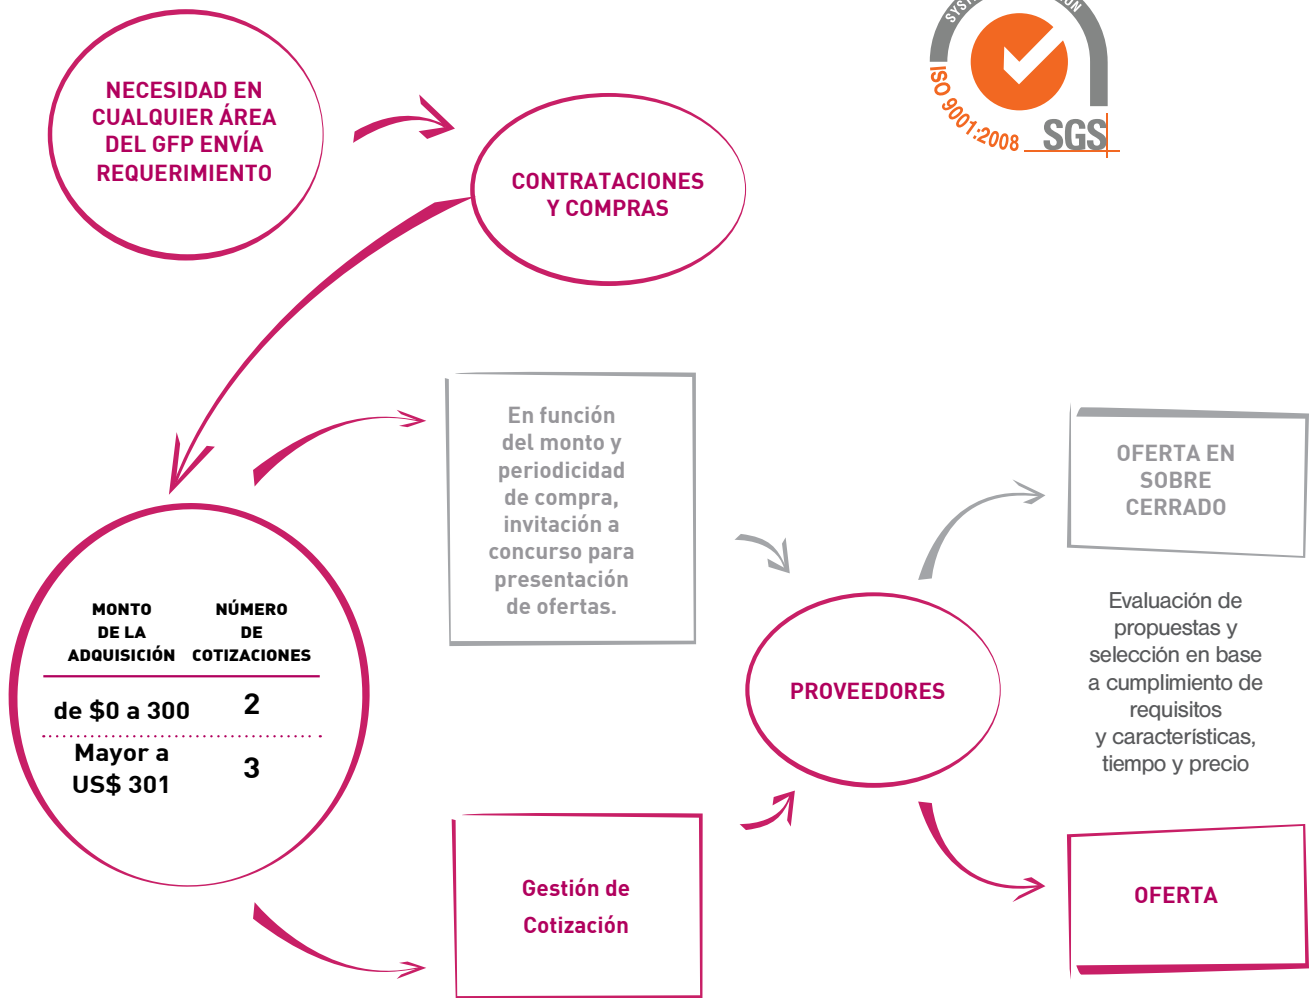 ISO 9001:2008
SGS
NECESIDAD EN
CUALQUIER ÁREA
DEL GFP ENVÍA
REQUERIMIENTO
CONTRATACIONES
Y COMPRAS
En función
del monto y
periodicidad
de compra,
invitación a
concurso para
presentación
de ofertas.
OFERTA EN
SOBRE
CERRADO
MONTO
DE LA
ADQUISICIÓN
NÚMERO
DE
COTIZACIONES
de $0 a 300 2
Mayor a
US$ 301
3
PROVEEDORES
Evaluación de
propuestas y
selección en base
a cumplimiento de
requisitos
y características,
tiempo y precio
Gestión de
Cotización
OFERTA